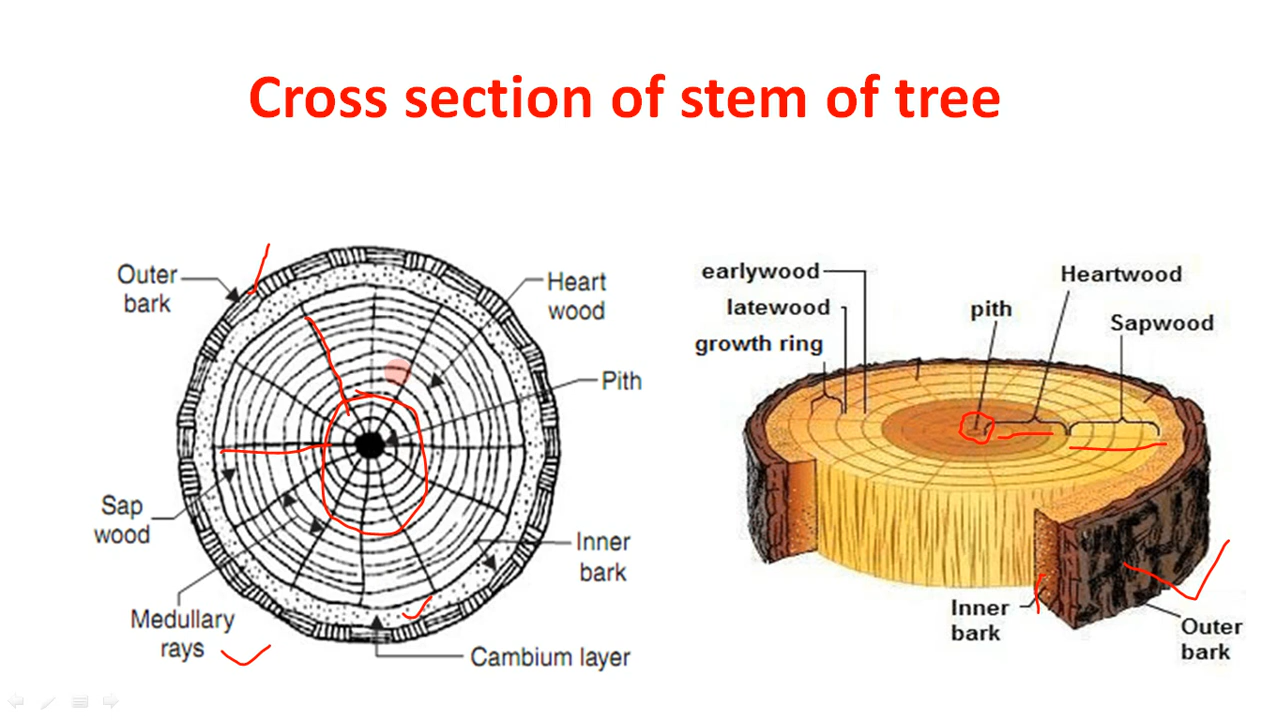 Cross section of stem of tree
Outer
bark
Heart
wood
Pith
Sap
wood
Inner
bark
Medullary
rays
Cambium layer
earlywood
latewood
growth ring
pith
Heartwood
Sapwood
Inner
bark
Outer
bark